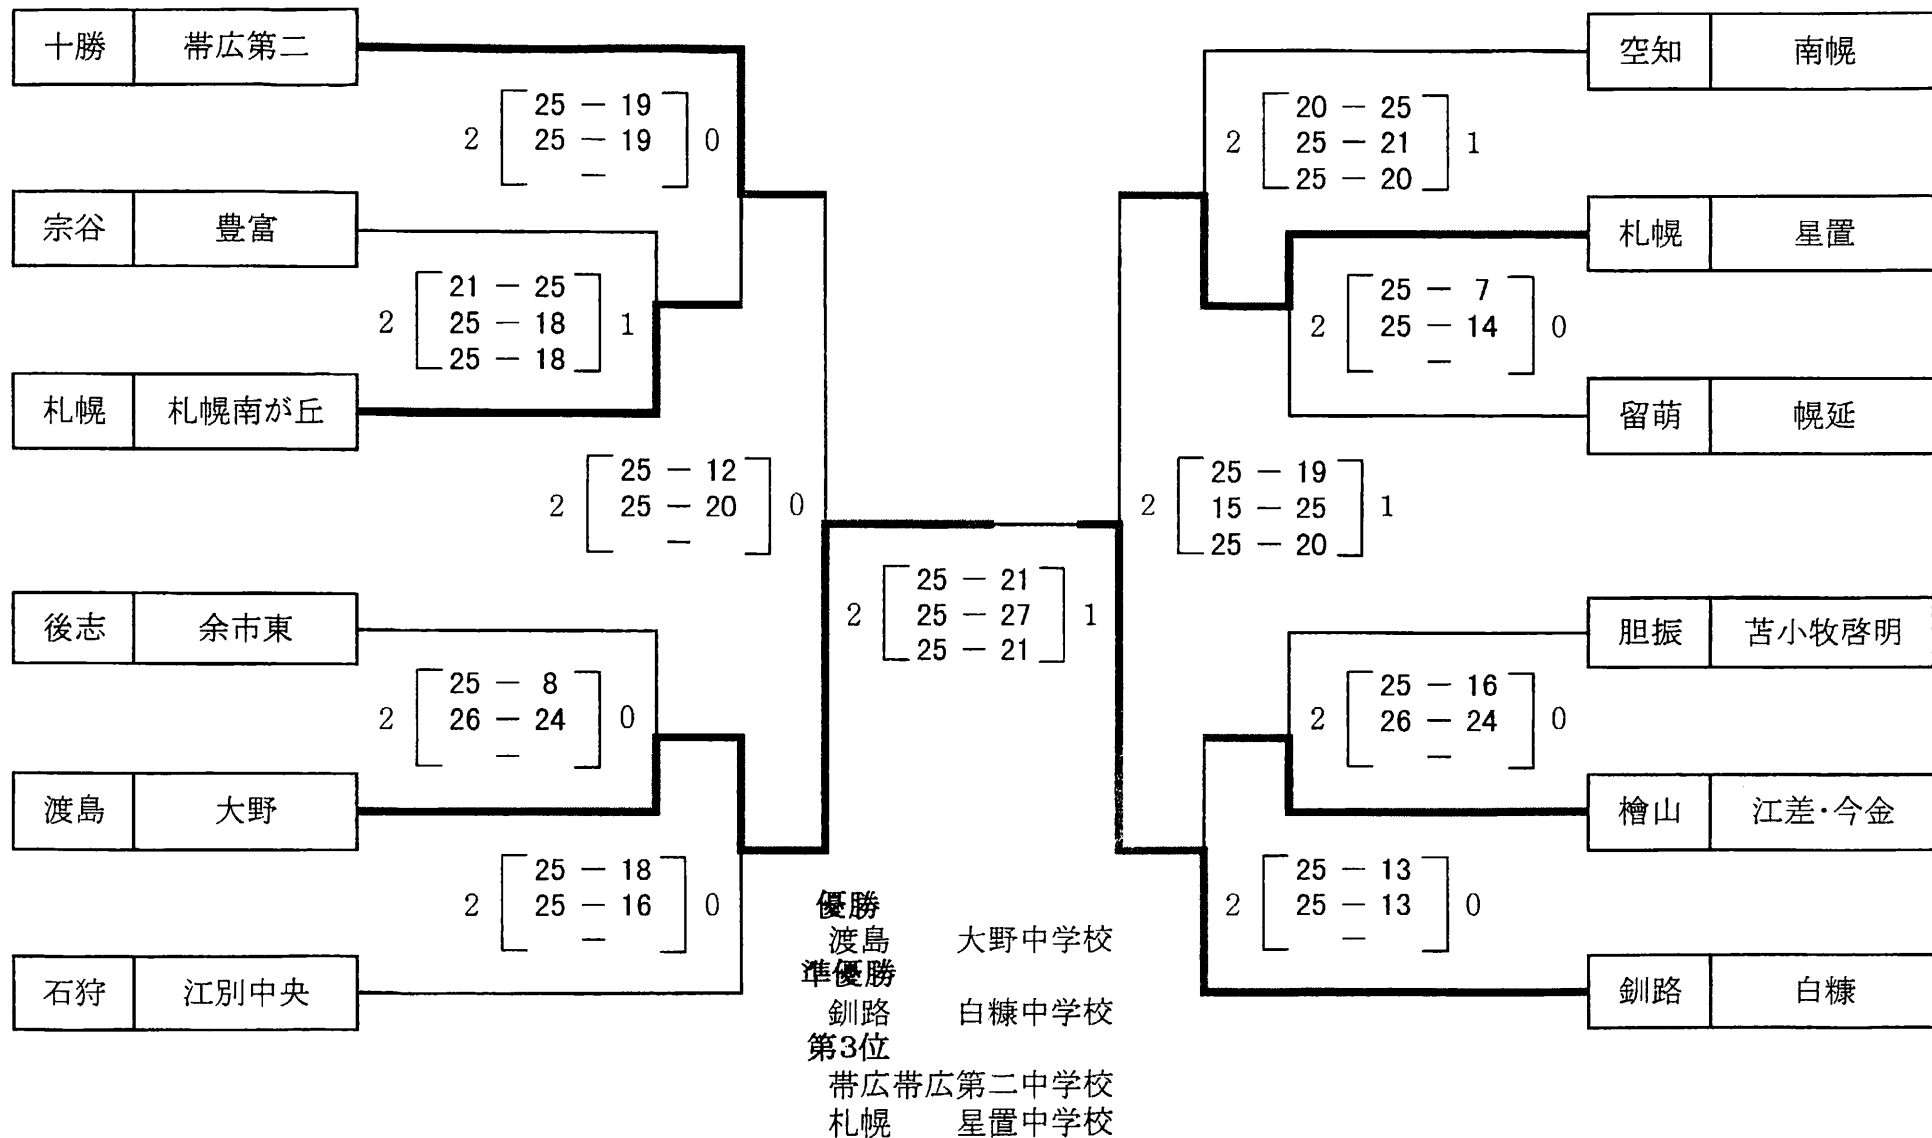 十勝 帯広第二
25 － 19
2 25 － 19 0
－
宗谷 豊富
21 － 25
2 25 － 18 1
25 － 18
札幌 札幌南が丘
25 － 12
2 25 － 20 0
－
後志 余市東
25 － 8
2 26 － 24 0
－
渡島 大野
25 － 18
2 25 － 16 0
－
石狩 江別中央
25 － 21
2 25 － 27 1
25 － 21
空知 南幌
20 － 25
2 25 － 21 1
25 － 20
札幌 星置
25 － 7
2 25 － 14 0
－
留萌 幌延
25 － 19
2 15 － 25 1
25 － 20
胆振 苫小牧啓明
25 － 16
2 26 － 24 0
－
檜山 江差・今金
25 － 13
2 25 － 13 0
－
釧路 白糠
優勝
渡島 大野中学校
準優勝
釧路 白糠中学校
第3位
帯広帯広第二中学校
札幌 星置中学校